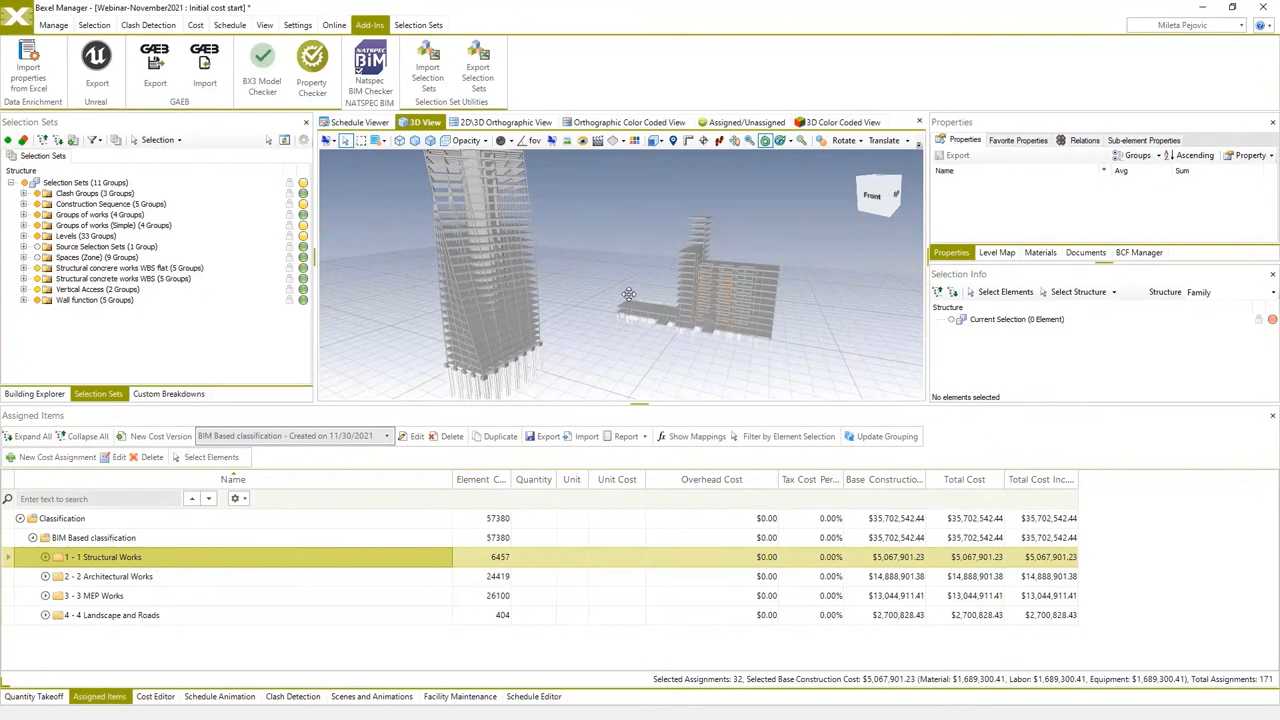 Bexel Manager - [Webinar-November2021 : Initial cost start] *
Manage Selection Clash Detection Cost Schedule View Settings Online Add-Ins Selection Sets
Mileta Pejovic
Import properties from Excel
Export
GAEB Export
GAEB Import
BX3 Model Checker
Property Checker
NATSPEC BIM
Natspec BIM Checker
Import Selection Sets
Export Selection Sets
Data Enrichment Unreal GAEB NATSPEC BIM Selection Set Utilities
Selection Sets
Selection
Selection Sets
Structure
Selection Sets (11 Groups)
Clash Groups (3 Groups)
Construction Sequence (5 Groups)
Groups of works (4 Groups)
Groups of works (Simple) (4 Groups)
Levels (33 Groups)
Source Selection Sets (1 Group)
Spaces (Zone) (9 Groups)
Structural concrere works WBS flat (5 Groups)
Structural concrere works WBS (5 Groups)
Vertical Access (2 Groups)
Wall function (5 Groups)
Building Explorer Selection Sets Custom Breakdowns
Schedule Viewer 3D View 2D\3D Orthographic View Orthographic Color Coded View Assigned/Unassigned 3D Color Coded View
Opacity fov Rotate Translate
Front
Properties
Properties Favorite Properties Relations Sub-element Properties
Export Groups Ascending Property
Name Avg Sum
Properties Level Map Materials Documents BCF Manager
Selection Info
Select Elements Select Structure Structure Family
Structure
Current Selection (0 Element)
No elements selected
Assigned Items
Expand All Collapse All New Cost Version BIM Based classification - Created on 11/30/2021 Edit Delete Duplicate Export Import Report Show Mappings Filter by Element Selection Update Grouping
New Cost Assignment Edit Delete Select Elements
Name Element C... Quantity Unit Unit Cost Overhead Cost Tax Cost Per... Base Constructio... Total Cost Total Cost Inc...
Enter text to search
Classification 57380 $0.00 0.00% $35,702,542.44 $35,702,542.44 $35,702,542.44
BIM Based classification 57380 $0.00 0.00% $35,702,542.44 $35,702,542.44 $35,702,542.44
1 - 1 Structural Works 6457 $0.00 0.00% $5,067,901.23 $5,067,901.23 $5,067,901.23
2 - 2 Architectural Works 24419 $0.00 0.00% $14,888,901.38 $14,888,901.38 $14,888,901.38
3 - 3 MEP Works 26100 $0.00 0.00% $13,044,911.41 $13,044,911.41 $13,044,911.41
4 - 4 Landscape and Roads 404 $0.00 0.00% $2,700,828.43 $2,700,828.43 $2,700,828.43
Selected Assignments: 32, Selected Base Construction Cost: $5,067,901.23 (Material: $1,689,300.41, Labor: $1,689,300.41, Equipment: $1,689,300.41), Total Assignments: 171
Quantity Takeoff Assigned Items Cost Editor Schedule Animation Clash Detection Scenes and Animations Facility Maintenance Schedule Editor